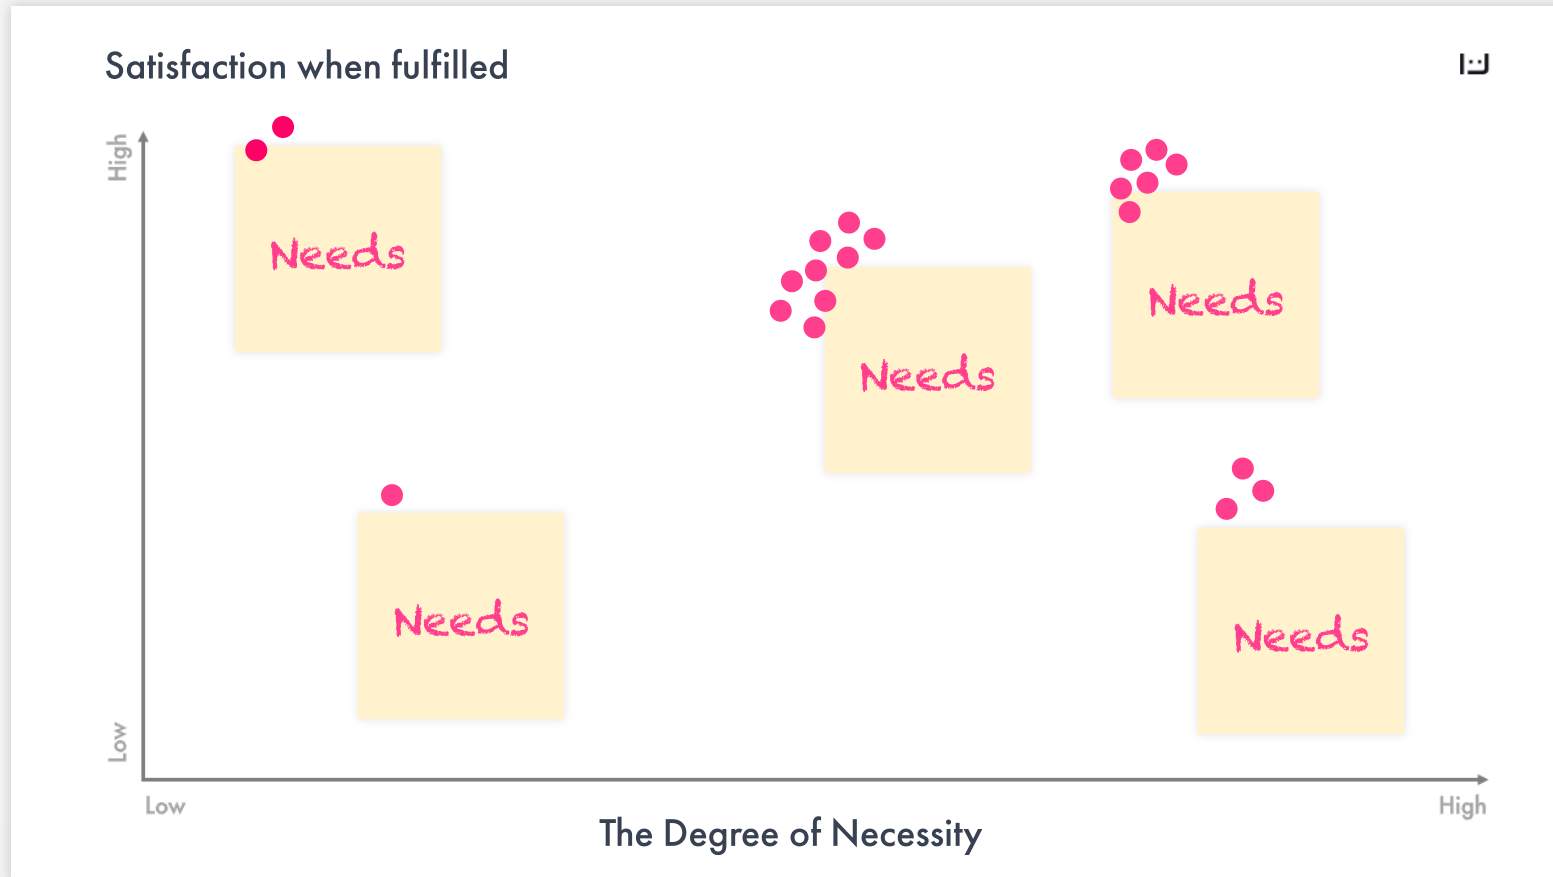 Satisfaction when fulfilled
High
Needs
Needs
Needs
Needs
Needs
Low
Low
High
The Degree of Necessity